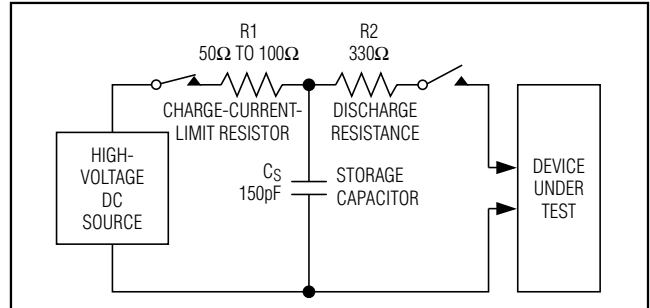 R1
50Ω TO 100Ω
R2
330Ω
CHARGE-CURRENT-
LIMIT RESISTOR
DISCHARGE
RESISTANCE
HIGH-
VOLTAGE
DC
SOURCE
CS
150pF
STORAGE
CAPACITOR
DEVICE
UNDER
TEST